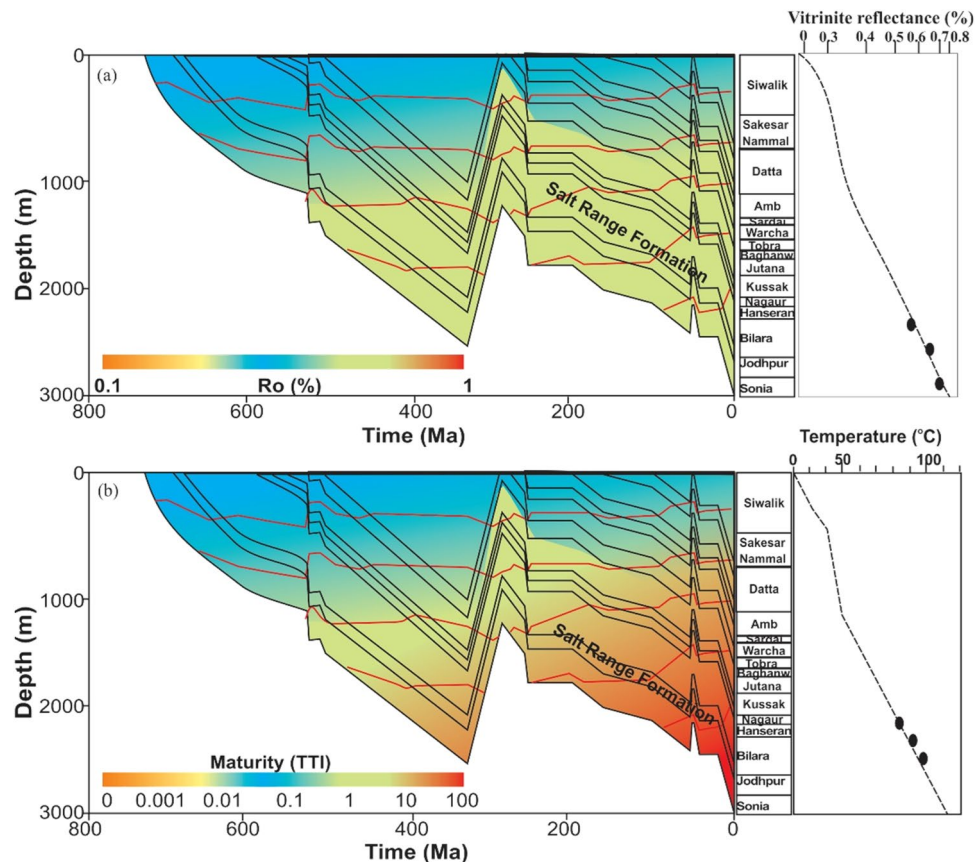 Vitrinite reflectance (%)
0 0.3 0.4 0.5 0.6 0.7 0.8
(a)
0
1000
2000
3000
Depth (m)
Salt Range Formation
0.1 Ro (%) 1
800 600 400 200 0
Time (Ma)
Siwalik
Sakesar
Nammal
Datta
Amb
Sardai
Warcha
Tobra
Baghanw
Jutana
Kussak
Nagaur
Hanseran
Bilara
Jodhpur
Sonia
Temperature (°C)
0 50 100
(b)
0
1000
2000
3000
Depth (m)
Salt Range Formation
Maturity (TTI)
0 0.001 0.01 0.1 1 10 100
800 600 400 200 0
Time (Ma)
Siwalik
Sakesar
Nammal
Datta
Amb
Sardai
Warcha
Tobra
Baghanw
Jutana
Kussak
Nagaur
Hanseran
Bilara
Jodhpur
Sonia